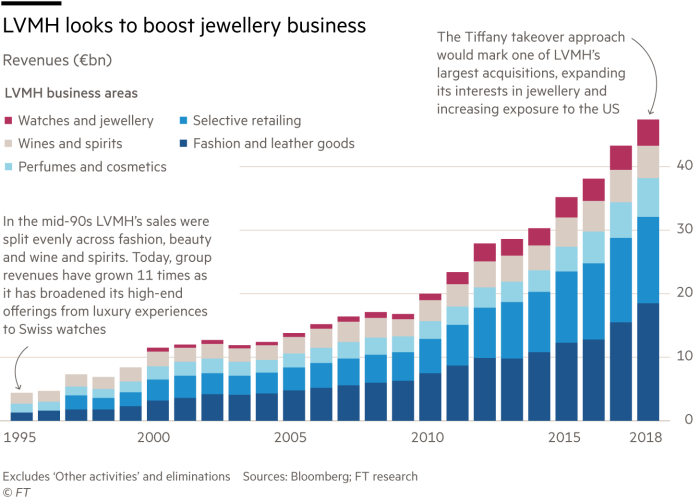 LVMH looks to boost jewellery business
Revenues (€bn)
LVMH business areas
Watches and jewellery
Wines and spirits
Perfumes and cosmetics
Selective retailing
Fashion and leather goods
The Tiffany takeover approach
would mark one of LVMH’s
largest acquisitions, expanding
its interests in jewellery and
increasing exposure to the US
In the mid-90s LVMH’s sales were
split evenly across fashion, beauty
and wine and spirits. Today, group
revenues have grown 11 times as
it has broadened its high-end
offerings from luxury experiences
to Swiss watches
40
30
20
10
0
1995 2000 2005 2010 2015 2018
Excludes ‘Other activities’ and eliminations Sources: Bloomberg; FT research
© FT